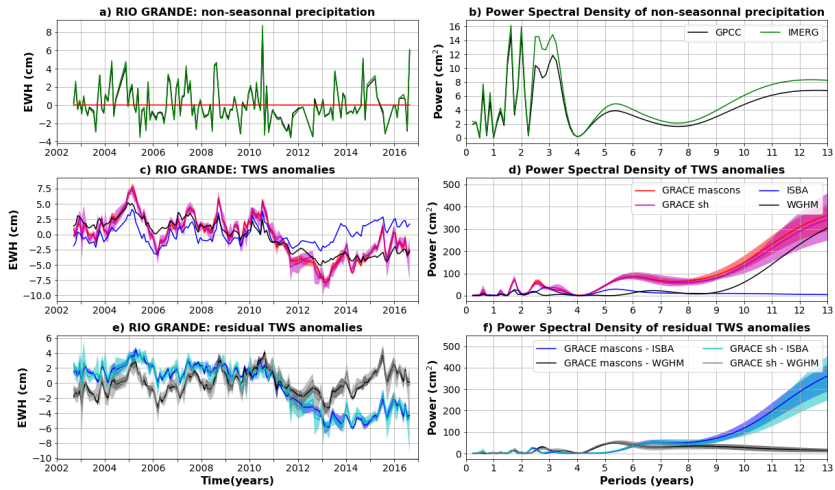 a) RIO GRANDE: non-seasonnal precipitation
EWH (cm)
8
6
4
2
0
−2
−4
2002 2004 2006 2008 2010 2012 2014 2016
b) Power Spectral Density of non-seasonnal precipitation
Power (cm²)
16
14
12
10
8
6
4
2
0
GPCC IMERG
0 1 2 3 4 5 6 7 8 9 10 11 12 13
c) RIO GRANDE: TWS anomalies
EWH (cm)
7.5
5.0
2.5
0.0
−2.5
−5.0
−7.5
−10.0
2002 2004 2006 2008 2010 2012 2014 2016
d) Power Spectral Density of TWS anomalies
Power (cm²)
500
400
300
200
100
0
GRACE mascons ISBA
GRACE sh WGHM
0 1 2 3 4 5 6 7 8 9 10 11 12 13
e) RIO GRANDE: residual TWS anomalies
EWH (cm)
6
4
2
0
−2
−4
−6
−8
−10
2002 2004 2006 2008 2010 2012 2014 2016
Time(years)
f) Power Spectral Density of residual TWS anomalies
Power (cm²)
500
400
300
200
100
0
GRACE mascons - ISBA GRACE sh - ISBA
GRACE mascons - WGHM GRACE sh - WGHM
0 1 2 3 4 5 6 7 8 9 10 11 12 13
Periods (years)